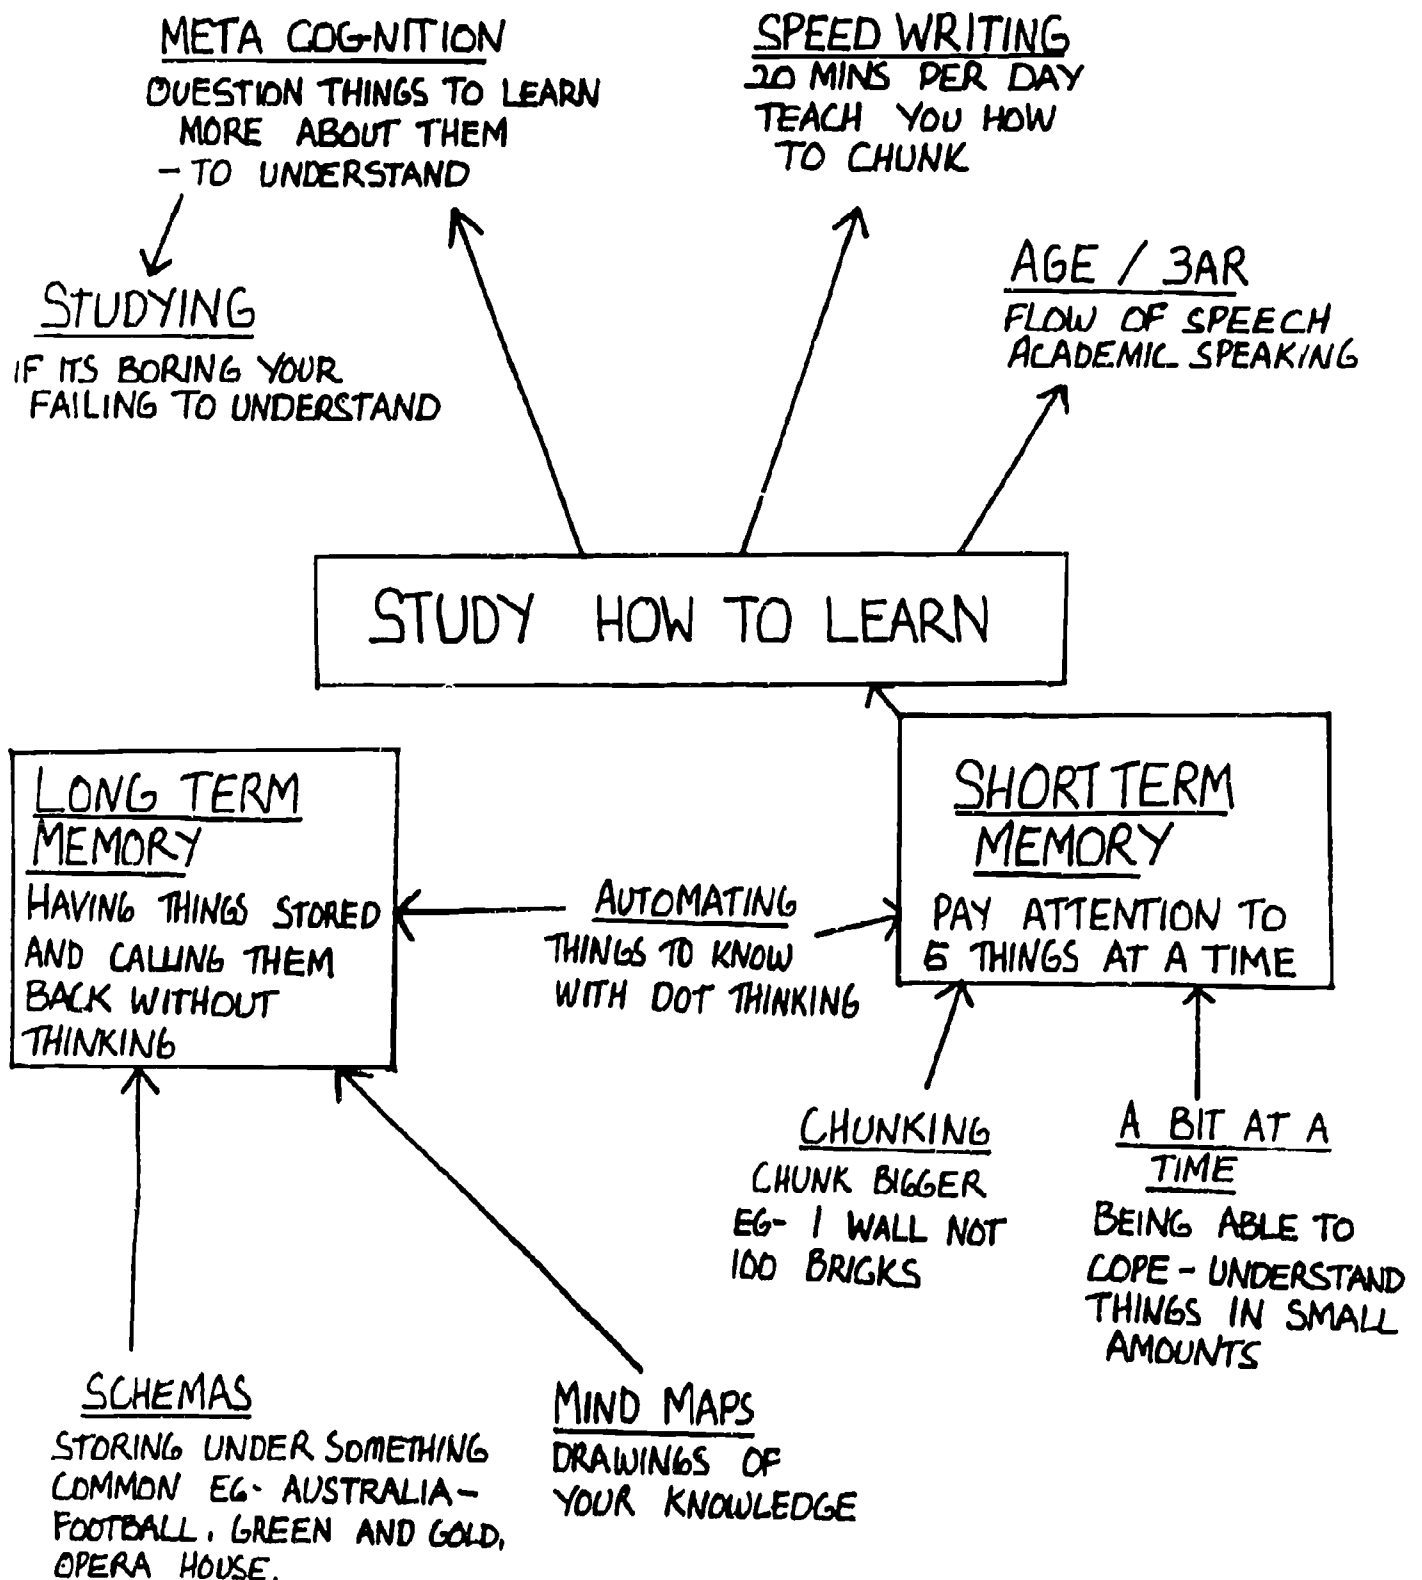 META COGNITION
QUESTION THINGS TO LEARN
MORE ABOUT THEM
- TO UNDERSTAND
SPEED WRITING
20 MINS PER DAY
TEACH YOU HOW
TO CHUNK
STUDYING
IF ITS BORING YOUR
FAILING TO UNDERSTAND
AGE / 3AR
FLOW OF SPEECH
ACADEMIC SPEAKING
STUDY HOW TO LEARN
LONG TERM
MEMORY
HAVING THINGS STORED
AND CALLING THEM
BACK WITHOUT
THINKING
AUTOMATING
THINGS TO KNOW
WITH DOT THINKING
SHORT TERM
MEMORY
PAY ATTENTION TO
THINGS AT A TIME
CHUNKING
CHUNK BIGGER
EG- 1 WALL NOT
100 BRICKS
A BIT AT A
TIME
BEING ABLE TO
COPE - UNDERSTAND
THINGS IN SMALL
AMOUNTS
SCHEMAS
STORING UNDER SOMETHING
COMMON EG- AUSTRALIA-
FOOTBALL, GREEN AND GOLD,
OPERA HOUSE.
MIND MAPS
DRAWINGS OF
YOUR KNOWLEDGE